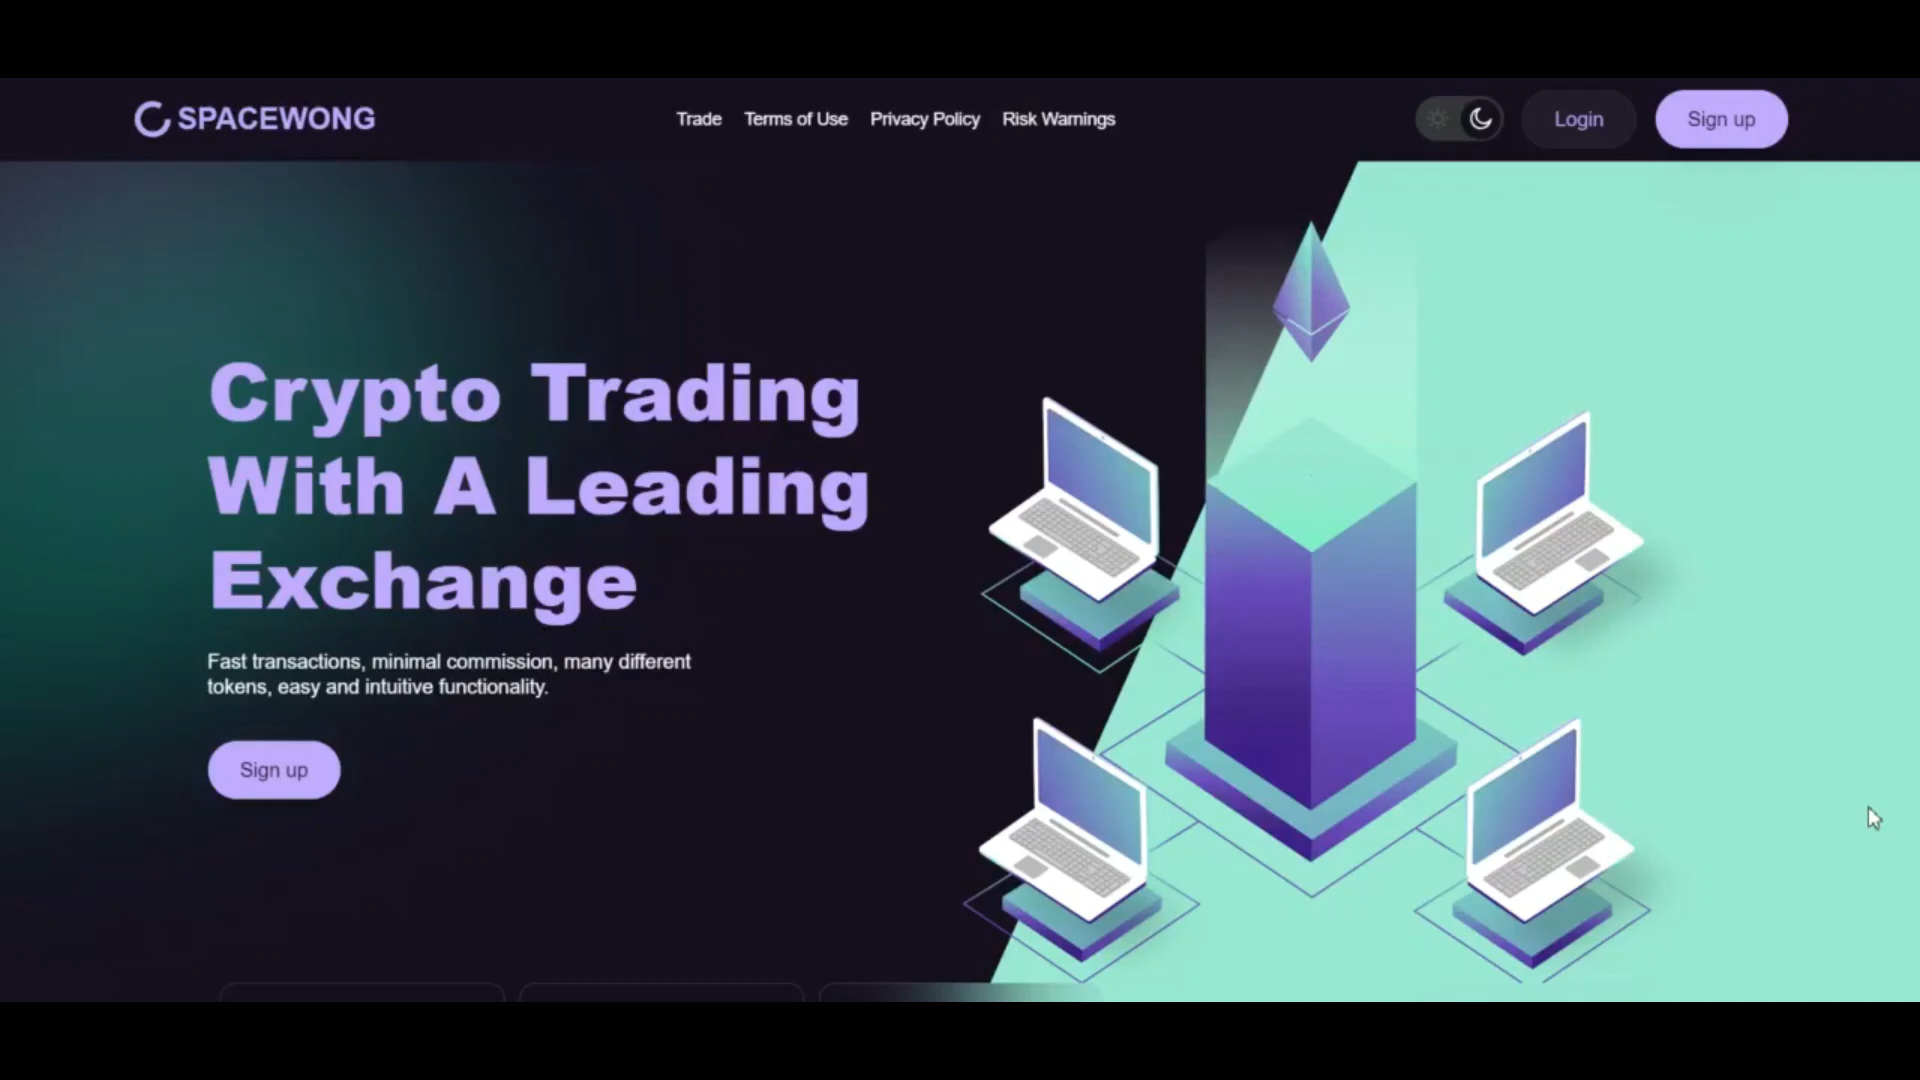 SPACEWONG
Trade Terms of Use Privacy Policy Risk Warnings
Login
Sign up
Crypto Trading
With A Leading
Exchange
Fast transactions, minimal commission, many different
tokens, easy and intuitive functionality.
Sign up